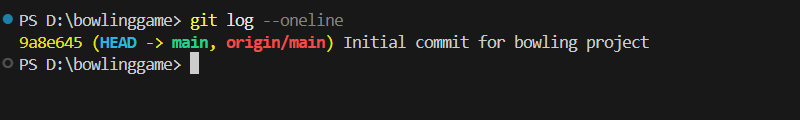 PS D:\bowlinggame> git log --oneline
9a8e645 (HEAD -> main, origin/main) Initial commit for bowling project
PS D:\bowlinggame>